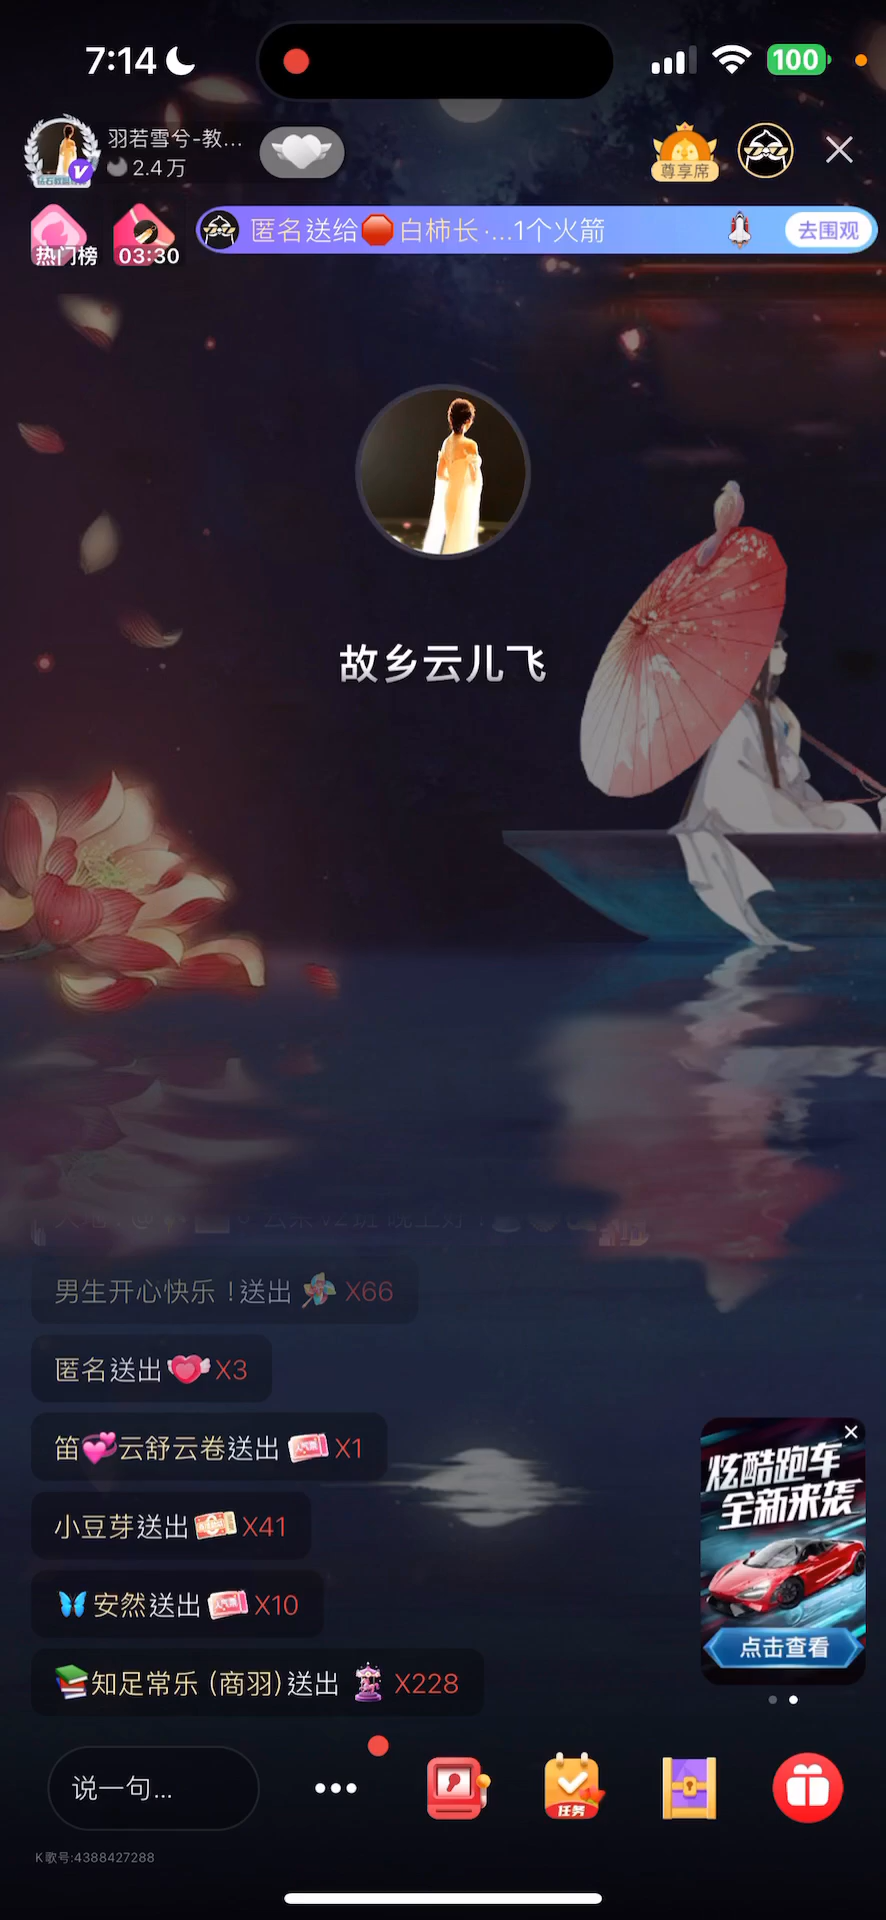 7:14
100
羽若雪兮-教...
2.4万
尊享席
热门榜
03:30
匿名送给🛑白柿长·...1个火箭
去围观
故乡云儿飞
男生开心快乐！送出 X66
匿名送出 X3
笛💞云舒云卷送出 X1
小豆芽送出 X41
🦋安然送出 X10
📚知足常乐 (商羽)送出 X228
炫酷跑车
全新来袭
点击查看
说一句...
任务
K歌号:4388427288